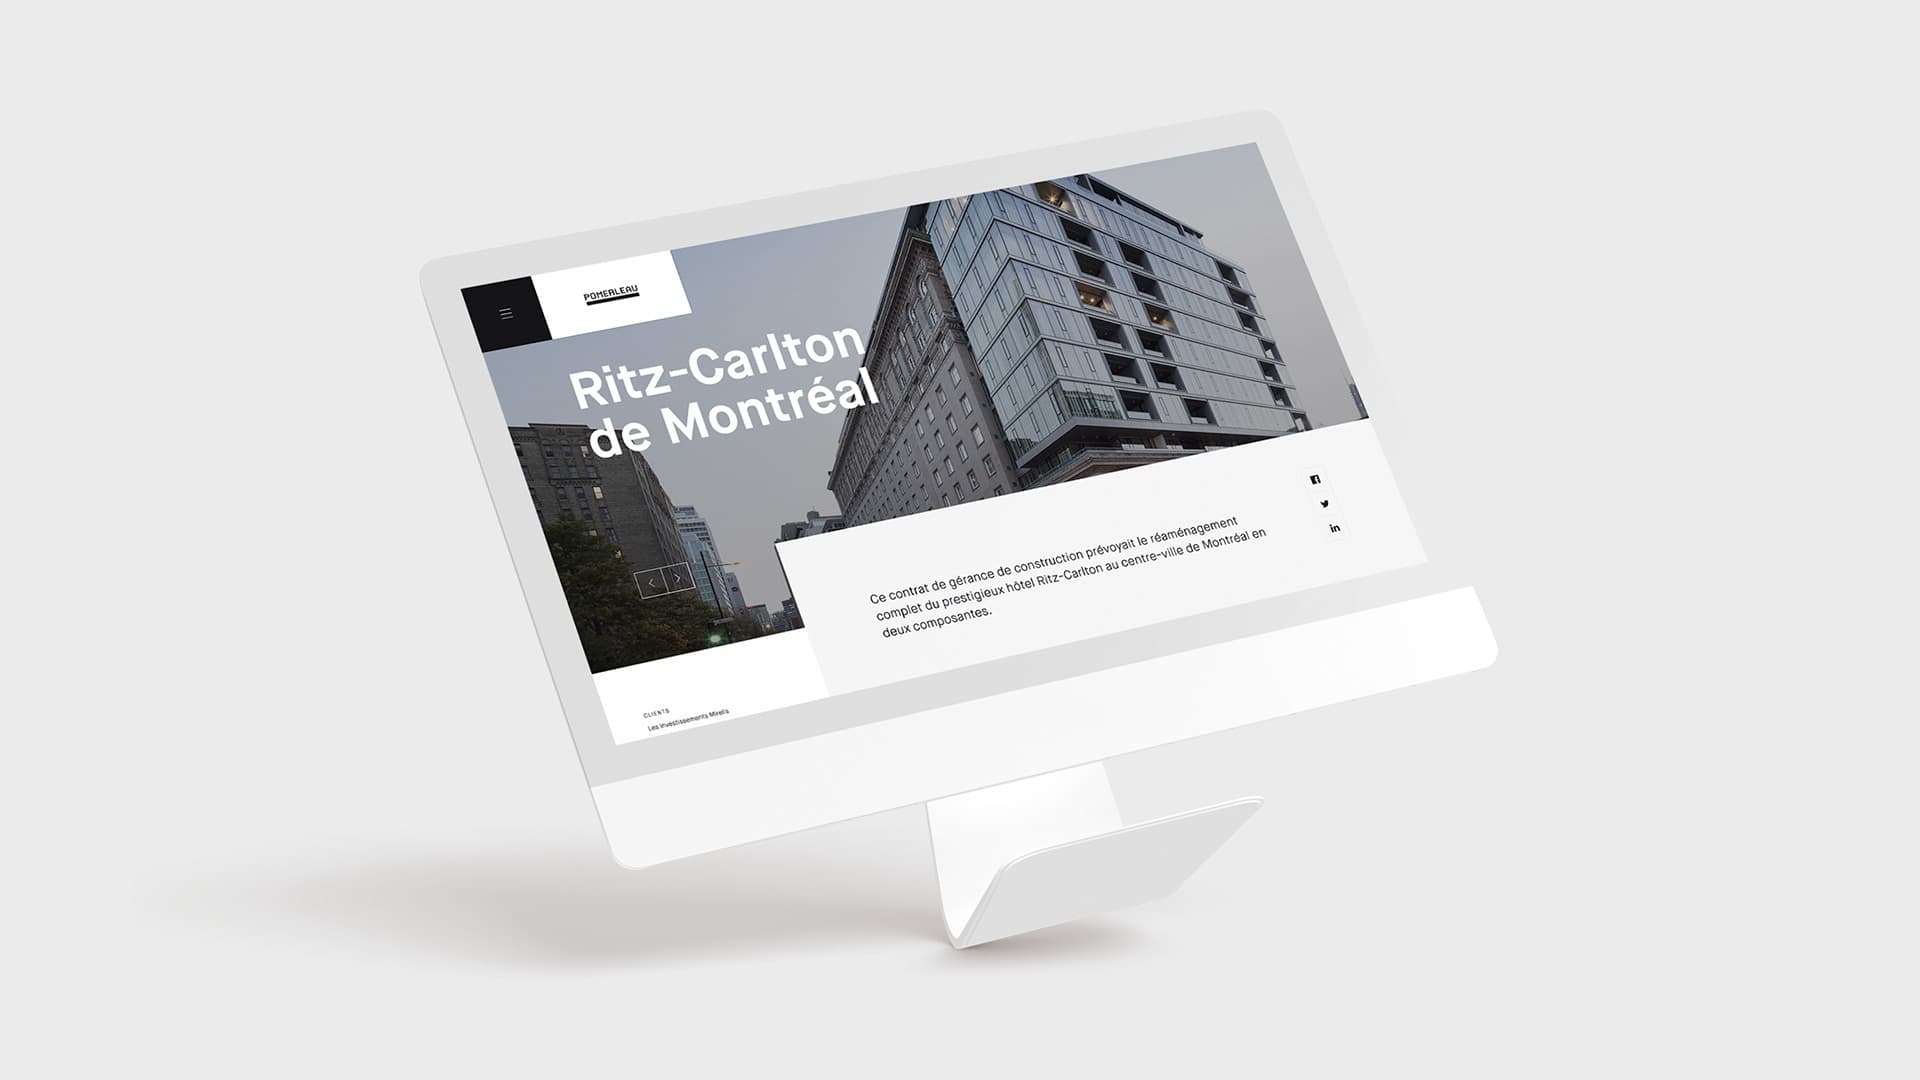 POMERLEAU
Ritz-Carlton
de Montréal
Ce contrat de gérance de construction prévoyait le réaménagement
complet du prestigieux hôtel Ritz-Carlton au centre-ville de Montréal en
deux composantes.
CLIENTS
Les Investissements Mirelis